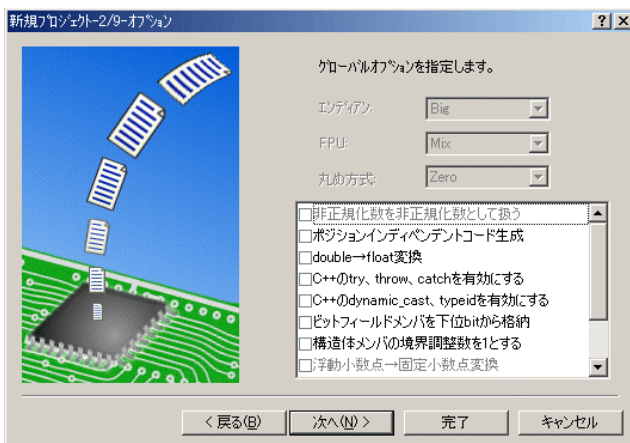 新規プロジェクト-2/9-オプション
グローバルオプションを指定します。
エンディアン: Big
FPU: Mix
丸め方式: Zero
非正規化数を非正規化数として扱う
ポジションインディペンデントコード生成
double→float変換
C++のtry、throw、catchを有効にする
C++のdynamic_cast、typeidを有効にする
ビットフィールドメンバを下位bitから格納
構造体メンバの境界調整数を1とする
浮動小数点→固定小数点変換
< 戻る(B) 次へ(N) > 完了 キャンセル